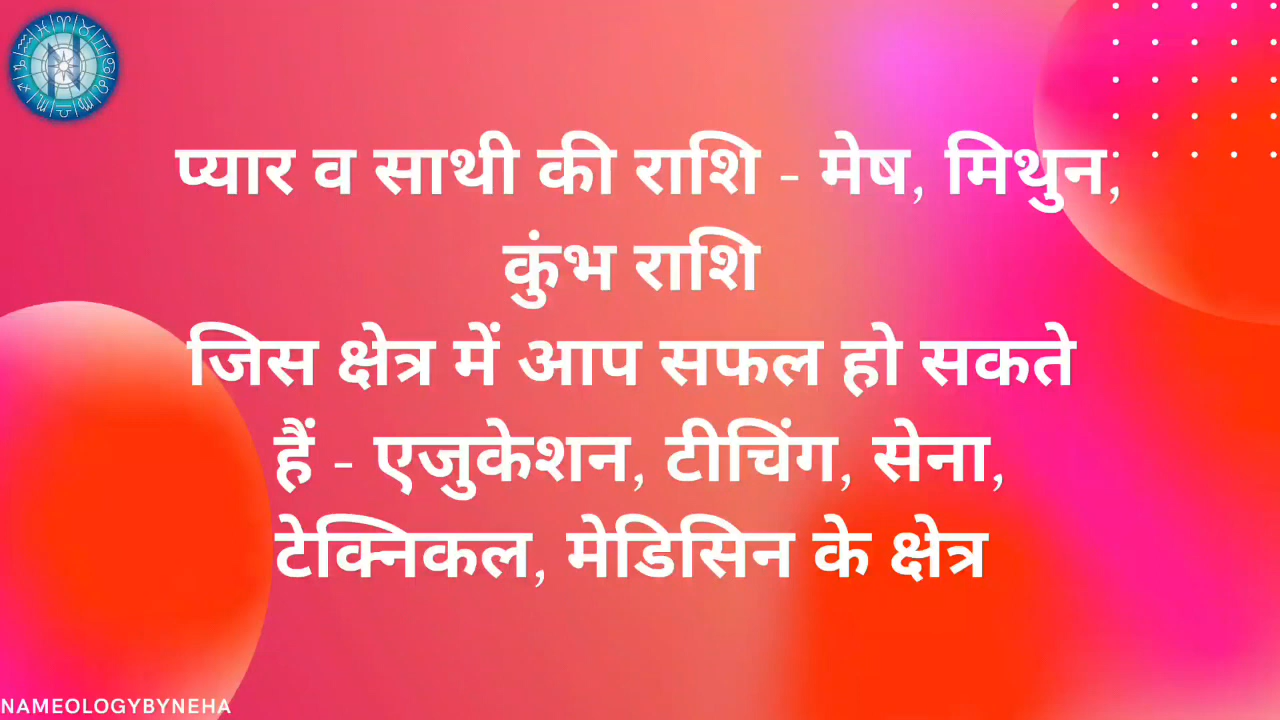 प्यार व साथी की राशि - मेष, मिथुन,
कुंभ राशि
जिस क्षेत्र में आप सफल हो सकते
हैं - एजुकेशन, टीचिंग, सेना,
टेक्निकल, मेडिसिन के क्षेत्र
NAMEOLOGYBYNEHA